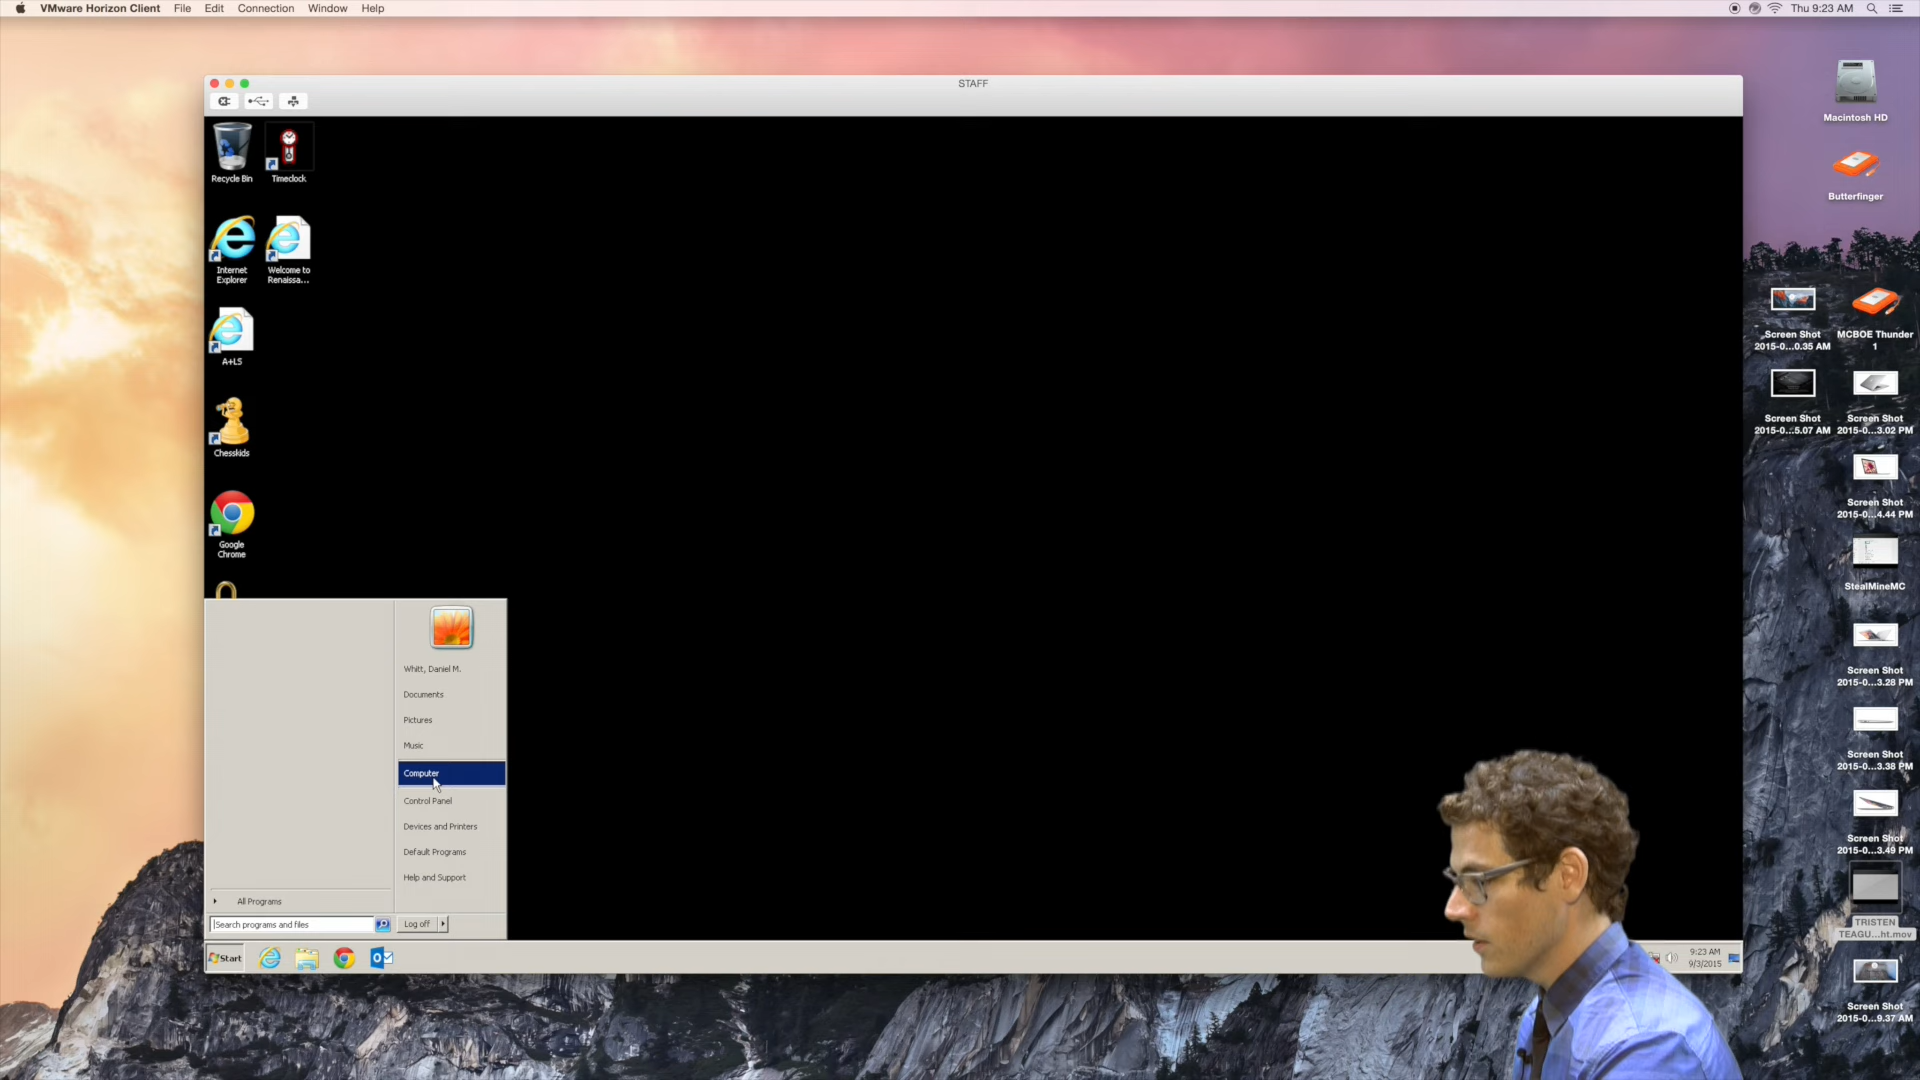 VMware Horizon Client File Edit Connection Window Help
Thu 9:23 AM
STAFF
Recycle Bin
Timeclock
Internet
Explorer
Welcome to
Renaissa...
A+LS
Chesskids
Google
Chrome
Whitt, Daniel M.
Documents
Pictures
Music
Computer
Control Panel
Devices and Printers
Default Programs
Help and Support
All Programs
Search programs and files
Log off
Start
9:23 AM
9/3/2015
Macintosh HD
Butterfinger
Screen Shot
2015-0...0.35 AM
MCBOE Thunder
1
Screen Shot
2015-0...5.07 AM
Screen Shot
2015-0...3.02 PM
Screen Shot
2015-0...4.44 PM
StealMineMC
Screen Shot
2015-0...3.28 PM
Screen Shot
2015-0...3.38 PM
Screen Shot
2015-0...3.49 PM
TRISTEN
TEAGU...ht.mov
Screen Shot
2015-0...9.37 AM